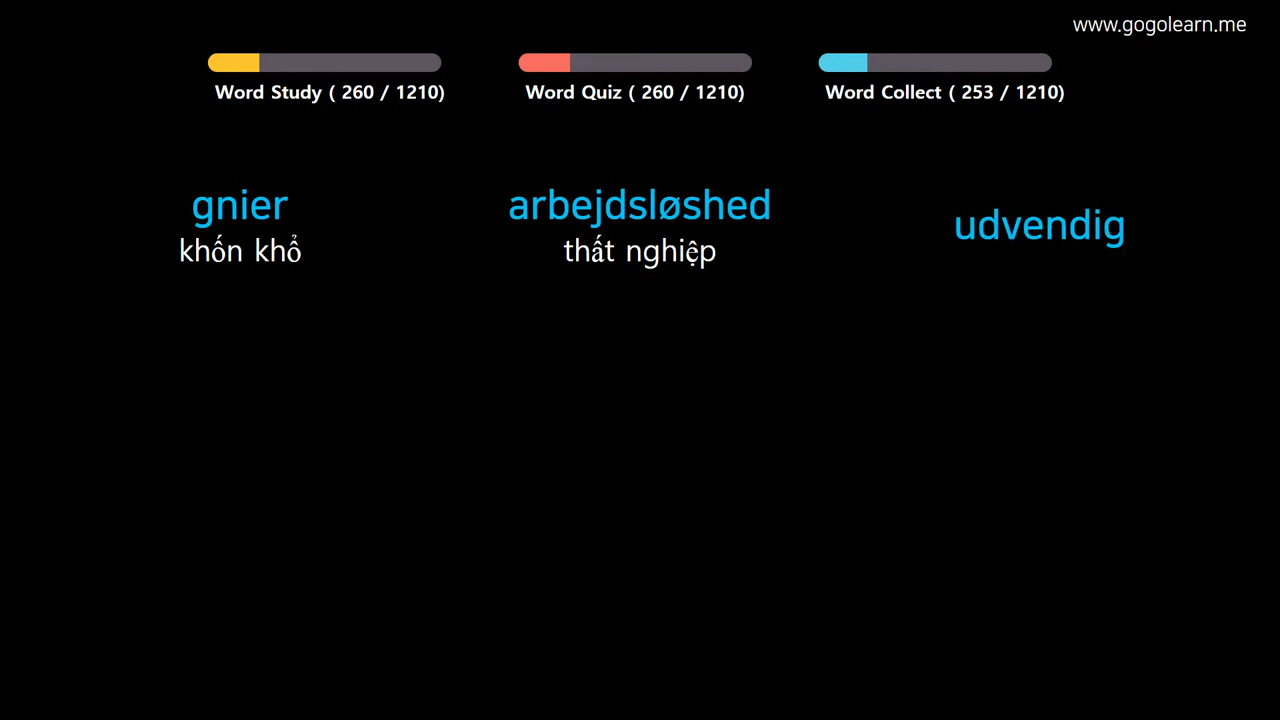 www.gogolearn.me
Word Study ( 260 / 1210)
Word Quiz ( 260 / 1210)
Word Collect ( 253 / 1210)
gnier
khốn khổ
arbejdsløshed
thất nghiệp
udvendig